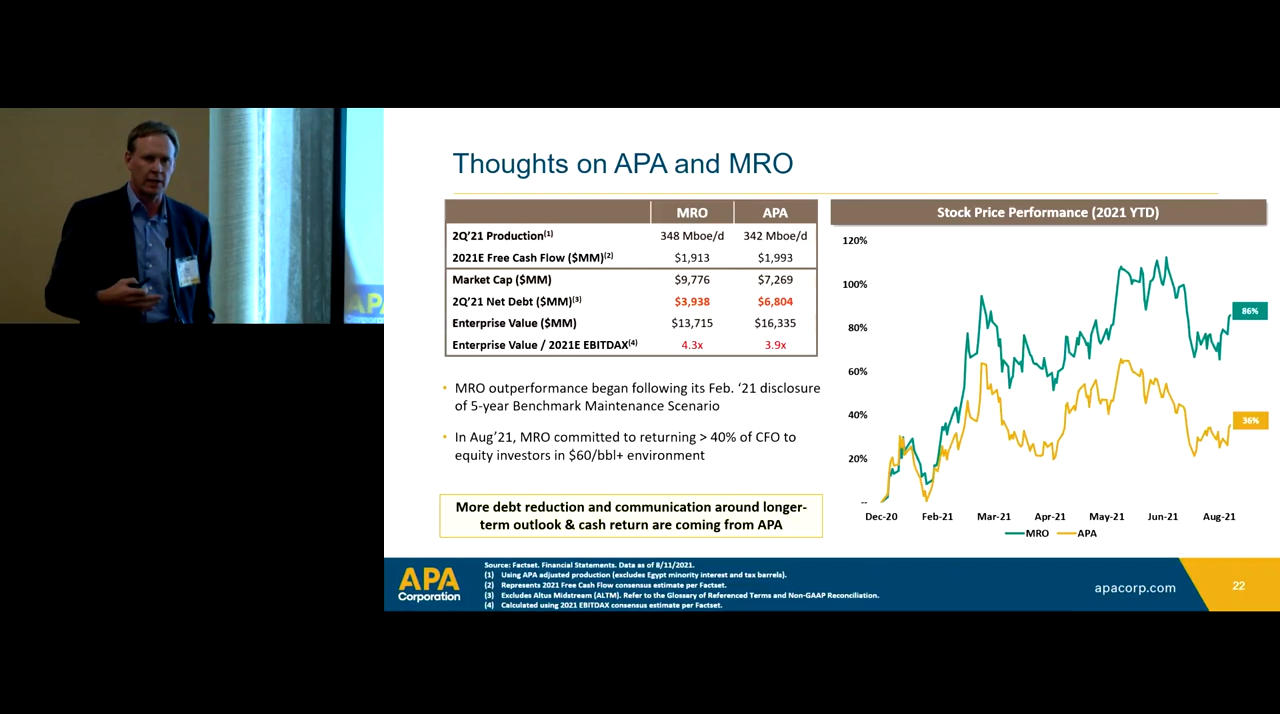 Thoughts on APA and MRO
MRO APA
2Q'21 Production(1) 348 Mboe/d 342 Mboe/d
2021E Free Cash Flow ($MM)(2) $1,913 $1,993
Market Cap ($MM) $9,776 $7,269
2Q'21 Net Debt ($MM)(3) $3,938 $6,804
Enterprise Value ($MM) $13,715 $16,335
Enterprise Value / 2021E EBITDAX(4) 4.3x 3.9x
• MRO outperformance began following its Feb. ‘21 disclosure
of 5-year Benchmark Maintenance Scenario
• In Aug’21, MRO committed to returning > 40% of CFO to
equity investors in $60/bbl+ environment
More debt reduction and communication around longer-
term outlook & cash return are coming from APA
Stock Price Performance (2021 YTD)
120%
100%
80%
60%
40%
20%
--
86%
36%
Dec-20 Feb-21 Mar-21 Apr-21 May-21 Jun-21 Aug-21
MRO APA
APA
Corporation
Source: Factset. Financial Statements. Data as of 8/11/2021.
(1) Using APA adjusted production (excludes Egypt minority interest and tax barrels).
(2) Represents 2021 Free Cash Flow consensus estimate per Factset.
(3) Excludes Altus Midstream (ALTM). Refer to the Glossary of Referenced Terms and Non-GAAP Reconciliation.
(4) Calculated using 2021 EBITDAX consensus estimate per Factset.
apacorp.com
22